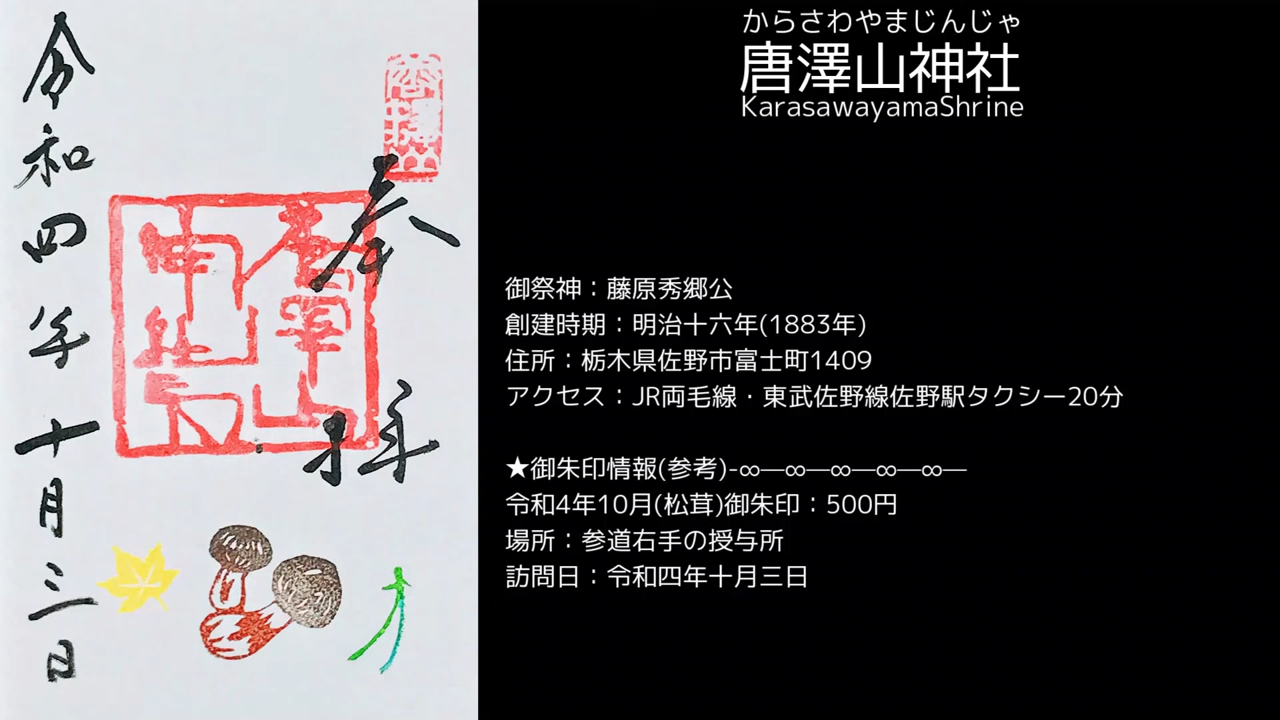 令和四年十月三日
奉拝
唐澤山
唐澤山
神社
からさわやまじんじゃ
唐澤山神社
KarasawayamaShrine
御祭神：藤原秀郷公
創建時期：明治十六年(1883年)
住所：栃木県佐野市富士町1409
アクセス：JR両毛線・東武佐野線佐野駅タクシー20分
★御朱印情報(参考)-∞—∞—∞—∞—∞—
令和4年10月(松茸)御朱印：500円
場所：参道右手の授与所
訪問日：令和四年十月三日